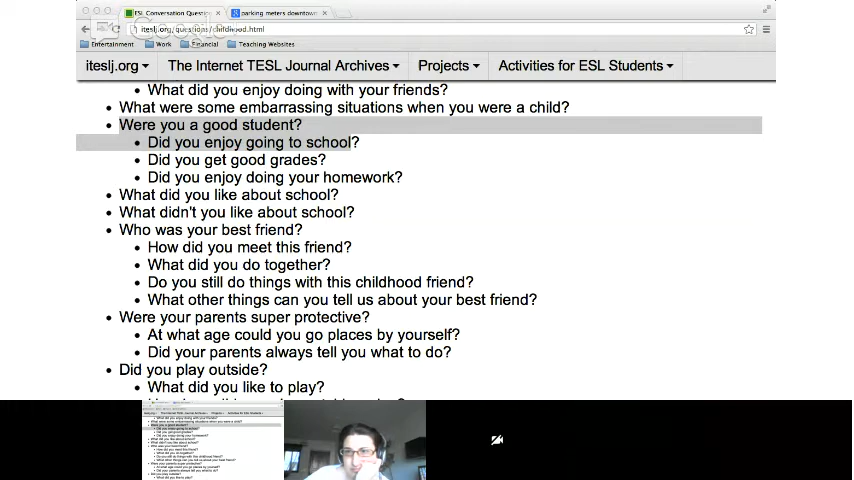 ESL Conversation Questio
parking meters downtown
iteslj.org/questions/childhood.html
Entertainment
Work
Financial
Teaching Websites
iteslj.org
The Internet TESL Journal Archives
Projects
Activities for ESL Students
What did you enjoy doing with your friends?
What were some embarrassing situations when you were a child?
Were you a good student?
Did you enjoy going to school?
Did you get good grades?
Did you enjoy doing your homework?
What did you like about school?
What didn't you like about school?
Who was your best friend?
How did you meet this friend?
What did you do together?
Do you still do things with this childhood friend?
What other things can you tell us about your best friend?
Were your parents super protective?
At what age could you go places by yourself?
Did your parents always tell you what to do?
Did you play outside?
What did you like to play?